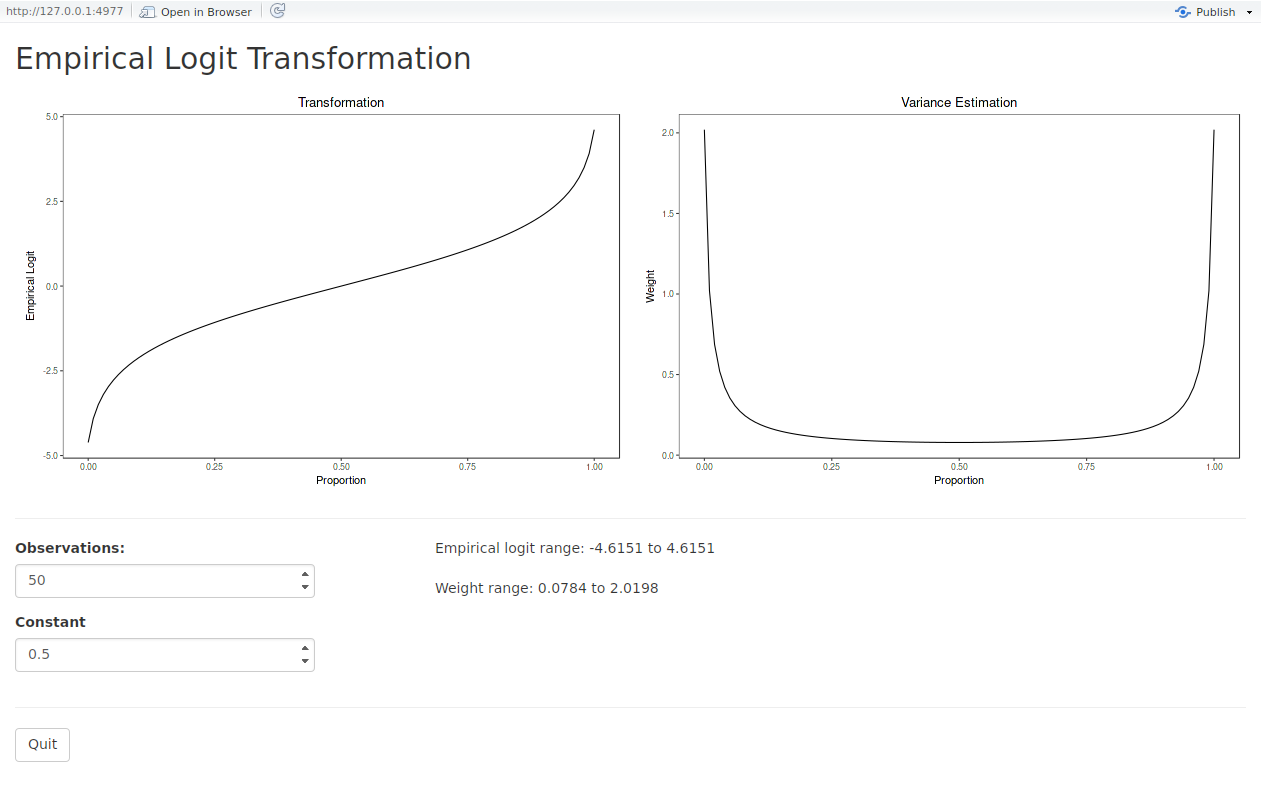 http://127.0.0.1:4977 Open in Browser Publish
Empirical Logit Transformation
Transformation
5.0
2.5
0.0
-2.5
-5.0
Empirical Logit
0.00 0.25 0.50 0.75 1.00
Proportion
Variance Estimation
2.0
1.5
1.0
0.5
0.0
Weight
0.00 0.25 0.50 0.75 1.00
Proportion
Observations:
50
Constant
0.5
Empirical logit range: -4.6151 to 4.6151
Weight range: 0.0784 to 2.0198
Quit